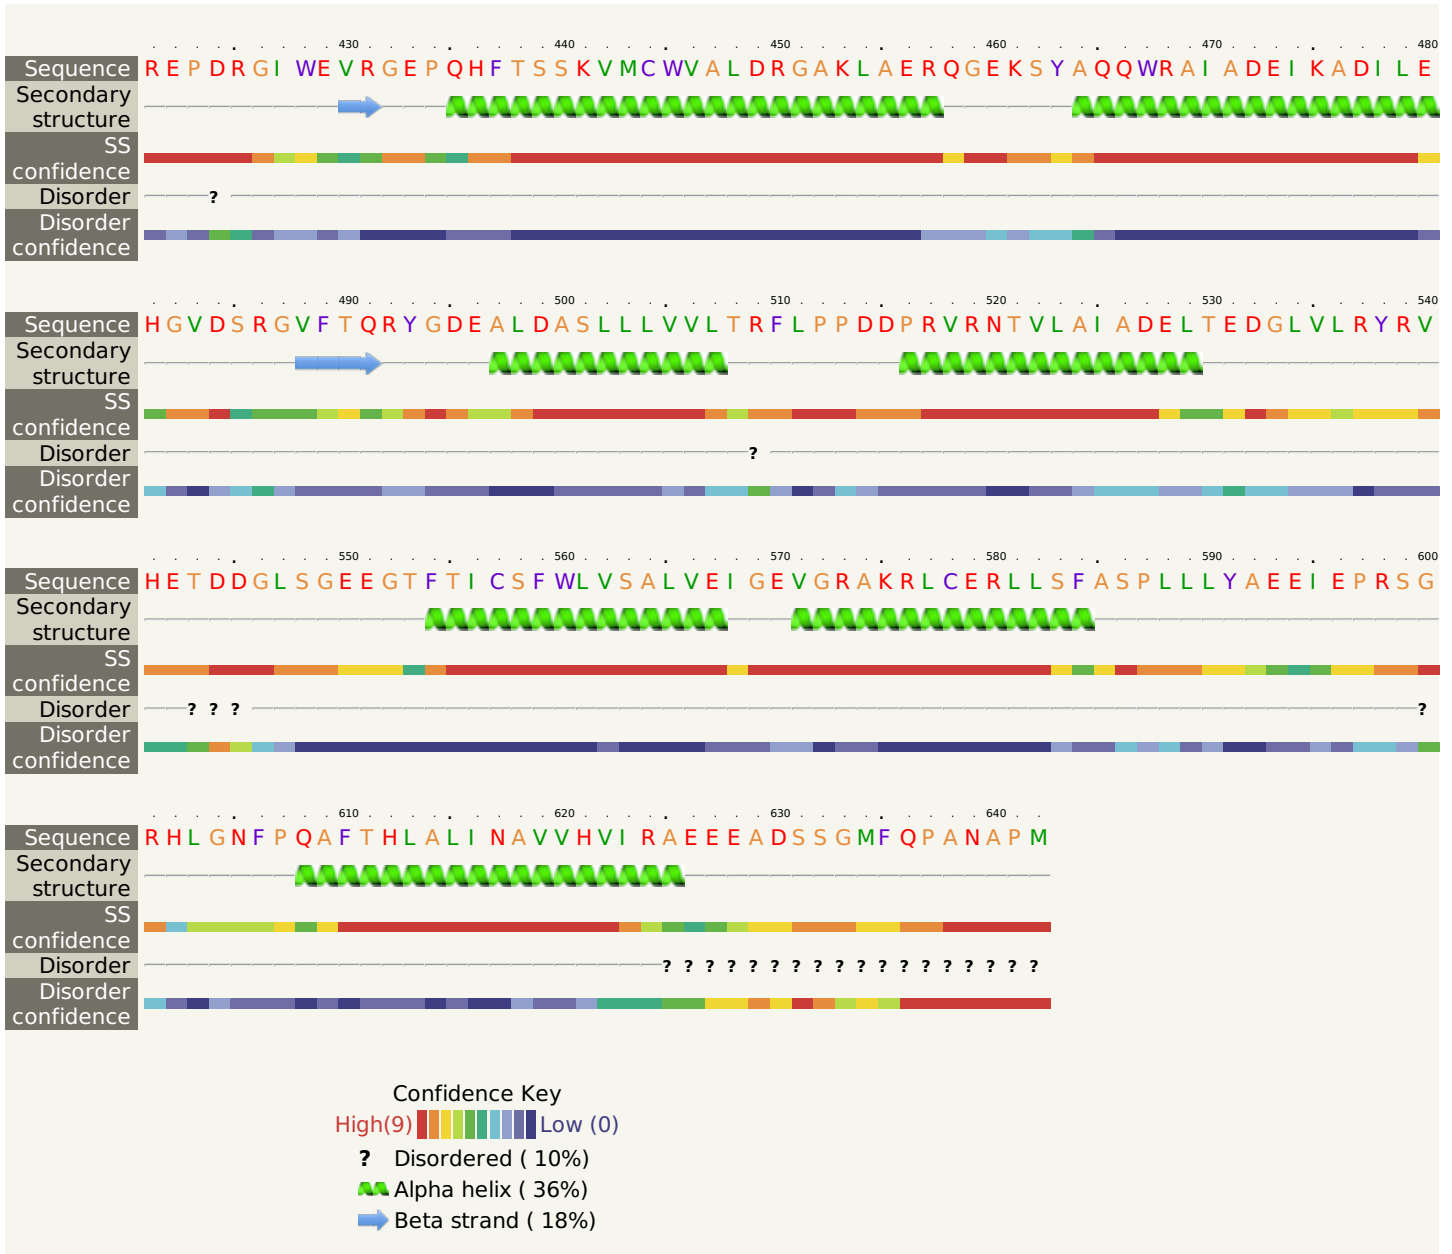 430 440 450 460 470 480
Sequence R E P D R G I W E V R G E P Q H F T S S K V M C W V A L D R G A K L A E R Q G E K S Y A Q Q W R A I A D E I K A D I L E
Secondary
structure
SS
confidence
Disorder ?
Disorder
confidence
490 500 510 520 530 540
Sequence H G V D S R G V F T Q R Y G D E A L D A S L L L V V L T R F L P P D D P R V R N T V L A I A D E L T E D G L V L R Y R V
Secondary
structure
SS
confidence
Disorder ?
Disorder
confidence
550 560 570 580 590 600
Sequence H E T D D G L S G E E G T F T I C S F W L V S A L V E I G E V G R A K R L C E R L L S F A S P L L L Y A E E I E P R S G
Secondary
structure
SS
confidence
Disorder ? ? ? ?
Disorder
confidence
610 620 630 640
Sequence R H L G N F P Q A F T H L A L I N A V V H V I R A E E E A D S S G M F Q P A N A P M
Secondary
structure
SS
confidence
Disorder ? ? ? ? ? ? ? ? ? ? ? ? ? ? ? ? ? ?
Disorder
confidence
Confidence Key
High(9) Low (0)
? Disordered ( 10%)
Alpha helix ( 36%)
Beta strand ( 18%)